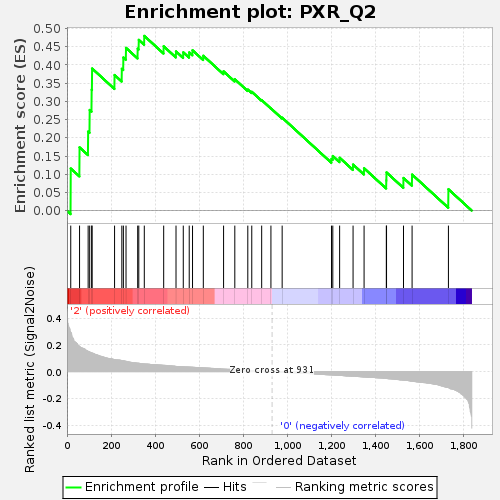 Enrichment plot: PXR_Q2
Enrichment score (ES)
0.50
0.45
0.40
0.35
0.30
0.25
0.20
0.15
0.10
0.05
0.00
Ranked list metric (Signal2Noise)
'2' (positively correlated)
0.4
0.2
0.0
-0.2
-0.4
Zero cross at 931
'0' (negatively correlated)
0 200 400 600 800 1,000 1,200 1,400 1,600 1,800
Rank in Ordered Dataset
Enrichment profile Hits Ranking metric scores